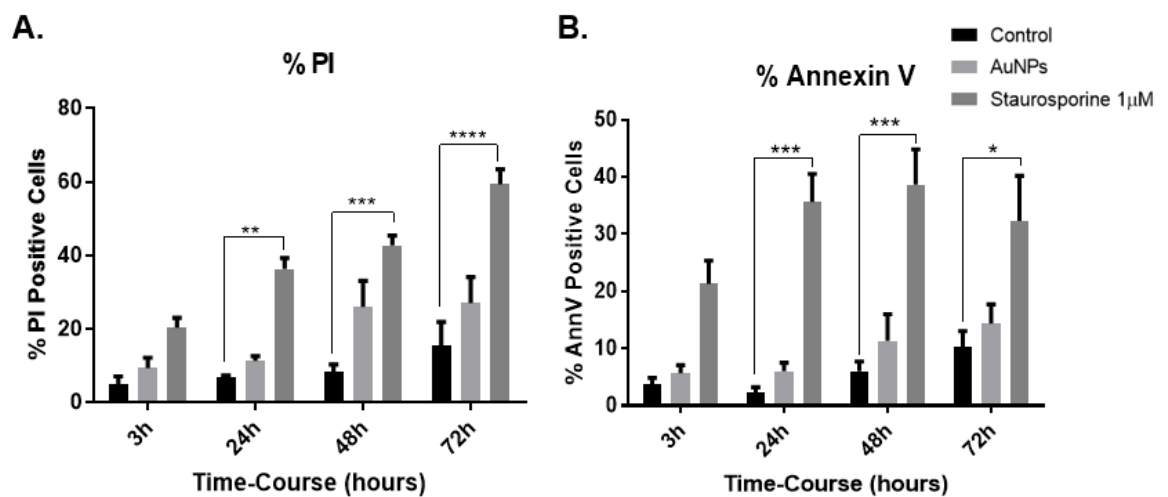 A.
% PI
% PI Positive Cells
80
60
40
20
0
**
***
****
3h
24h
48h
72h
Time-Course (hours)
B.
% Annexin V
Control
AuNPs
Staurosporine 1μM
% AnnV Positive Cells
50
40
30
20
10
0
***
***
*
3h
24h
48h
72h
Time-Course (hours)